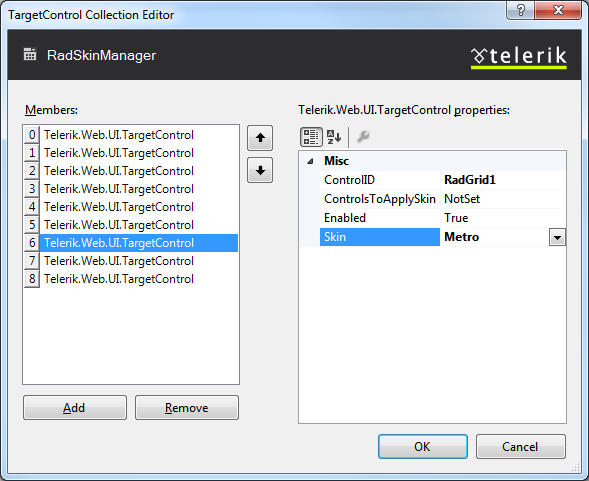 TargetControl Collection Editor
RadSkinManager
telerik
Members:
0 Telerik.Web.UI.TargetControl
1 Telerik.Web.UI.TargetControl
2 Telerik.Web.UI.TargetControl
3 Telerik.Web.UI.TargetControl
4 Telerik.Web.UI.TargetControl
5 Telerik.Web.UI.TargetControl
6 Telerik.Web.UI.TargetControl
7 Telerik.Web.UI.TargetControl
8 Telerik.Web.UI.TargetControl
Add Remove
Telerik.Web.UI.TargetControl properties:
Misc
ControlID RadGrid1
ControlsToApplySkin NotSet
Enabled True
Skin Metro
OK Cancel